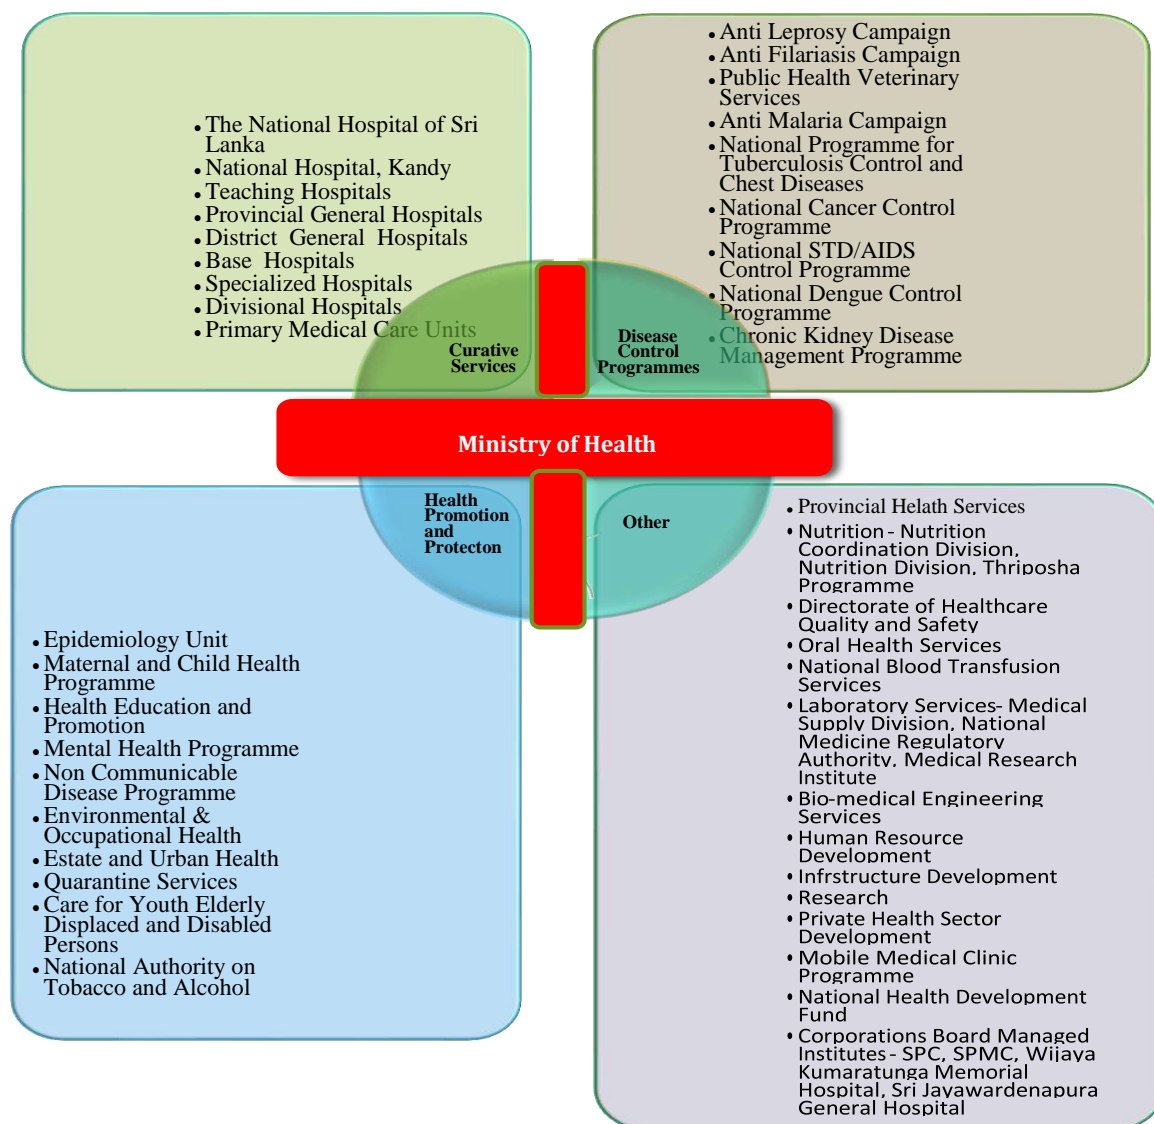 The National Hospital of Sri
Lanka
National Hospital, Kandy
Teaching Hospitals
Provincial General Hospitals
District General Hospitals
Base Hospitals
Specialized Hospitals
Divisional Hospitals
Primary Medical Care Units
Curative
Services
Anti Leprosy Campaign
Anti Filariasis Campaign
Public Health Veterinary
Services
Anti Malaria Campaign
National Programme for
Tuberculosis Control and
Chest Diseases
National Cancer Control
Programme
National STD/AIDS
Control Programme
National Dengue Control
Programme
Chronic Kidney Disease
Management Programme
Disease
Control
Programmes
Ministry of Health
Health
Promotion
and
Protecton
Epidemiology Unit
Maternal and Child Health
Programme
Health Education and
Promotion
Mental Health Programme
Non Communicable
Disease Programme
Environmental &
Occupational Health
Estate and Urban Health
Quarantine Services
Care for Youth Elderly
Displaced and Disabled
Persons
National Authority on
Tobacco and Alcohol
Other
Provincial Helath Services
Nutrition - Nutrition
Coordination Division,
Nutrition Division, Thriposha
Programme
Directorate of Healthcare
Quality and Safety
Oral Health Services
National Blood Transfusion
Services
Laboratory Services- Medical
Supply Division, National
Medicine Regulatory
Authority, Medical Research
Institute
Bio-medical Engineering
Services
Human Resource
Development
Infrstructure Development
Research
Private Health Sector
Development
Mobile Medical Clinic
Programme
National Health Development
Fund
Corporations Board Managed
Institutes - SPC, SPMC, Wijaya
Kumaratunga Memorial
Hospital, Sri Jayawardenapura
General Hospital